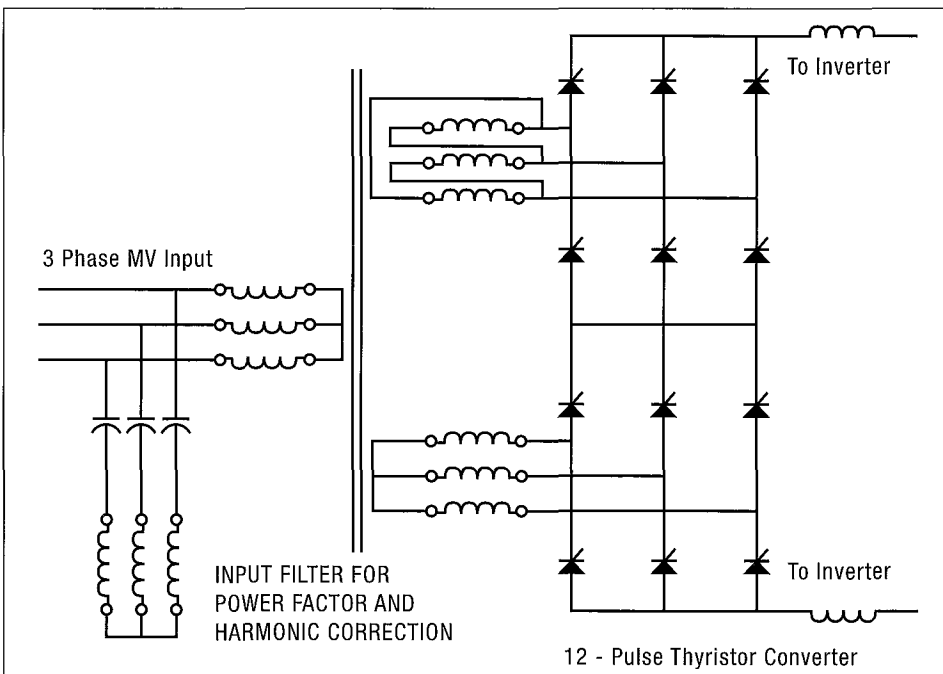 To Inverter
3 Phase MV Input
INPUT FILTER FOR
POWER FACTOR AND
HARMONIC CORRECTION
To Inverter
12 - Pulse Thyristor Converter